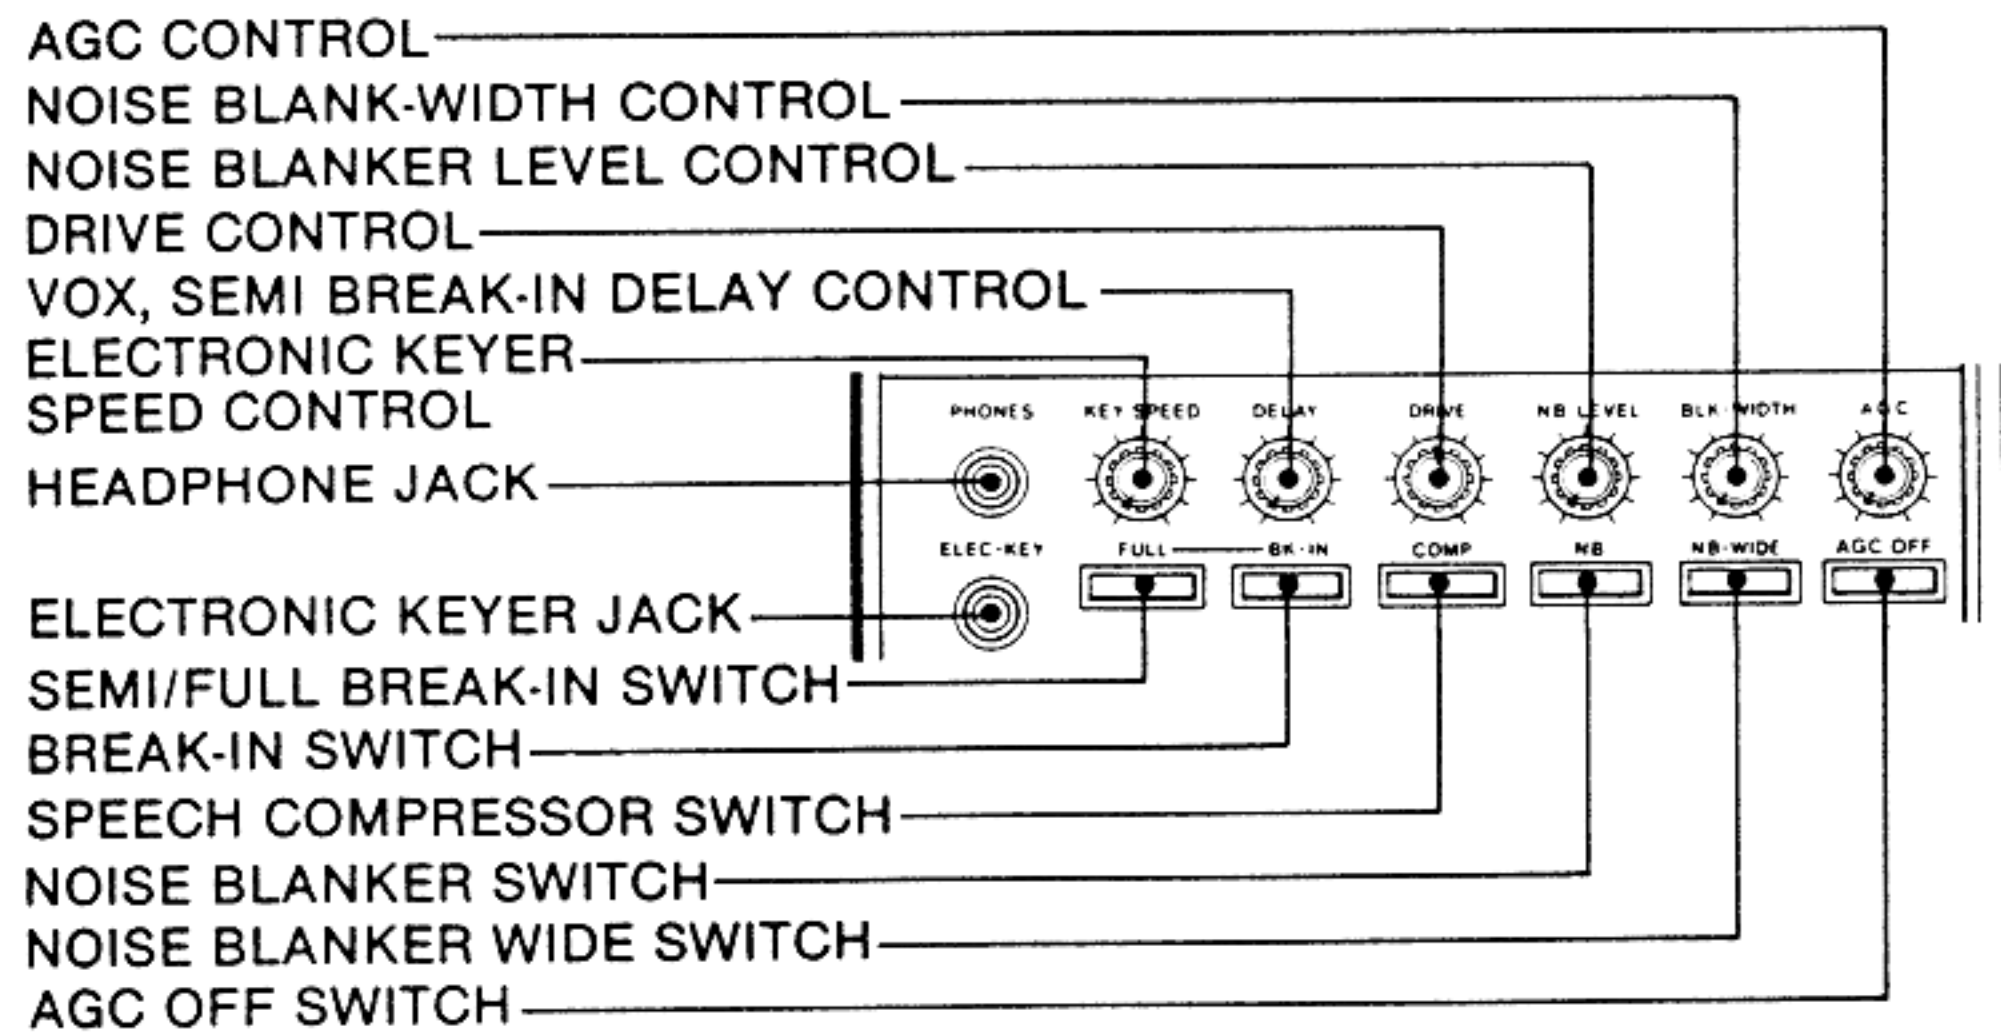 AGC CONTROL
NOISE BLANK-WIDTH CONTROL
NOISE BLANKER LEVEL CONTROL
DRIVE CONTROL
VOX, SEMI BREAK-IN DELAY CONTROL
ELECTRONIC KEYER
SPEED CONTROL
HEADPHONE JACK
ELECTRONIC KEYER JACK
SEMI/FULL BREAK-IN SWITCH
BREAK-IN SWITCH
SPEECH COMPRESSOR SWITCH
NOISE BLANKER SWITCH
NOISE BLANKER WIDE SWITCH
AGC OFF SWITCH
PHONES KEY SPEED DELAY DRIVE NB LEVEL BLK-WIDTH AGC
ELEC-KEY FULL BK-IN COMP NB NB-WIDE AGC OFF